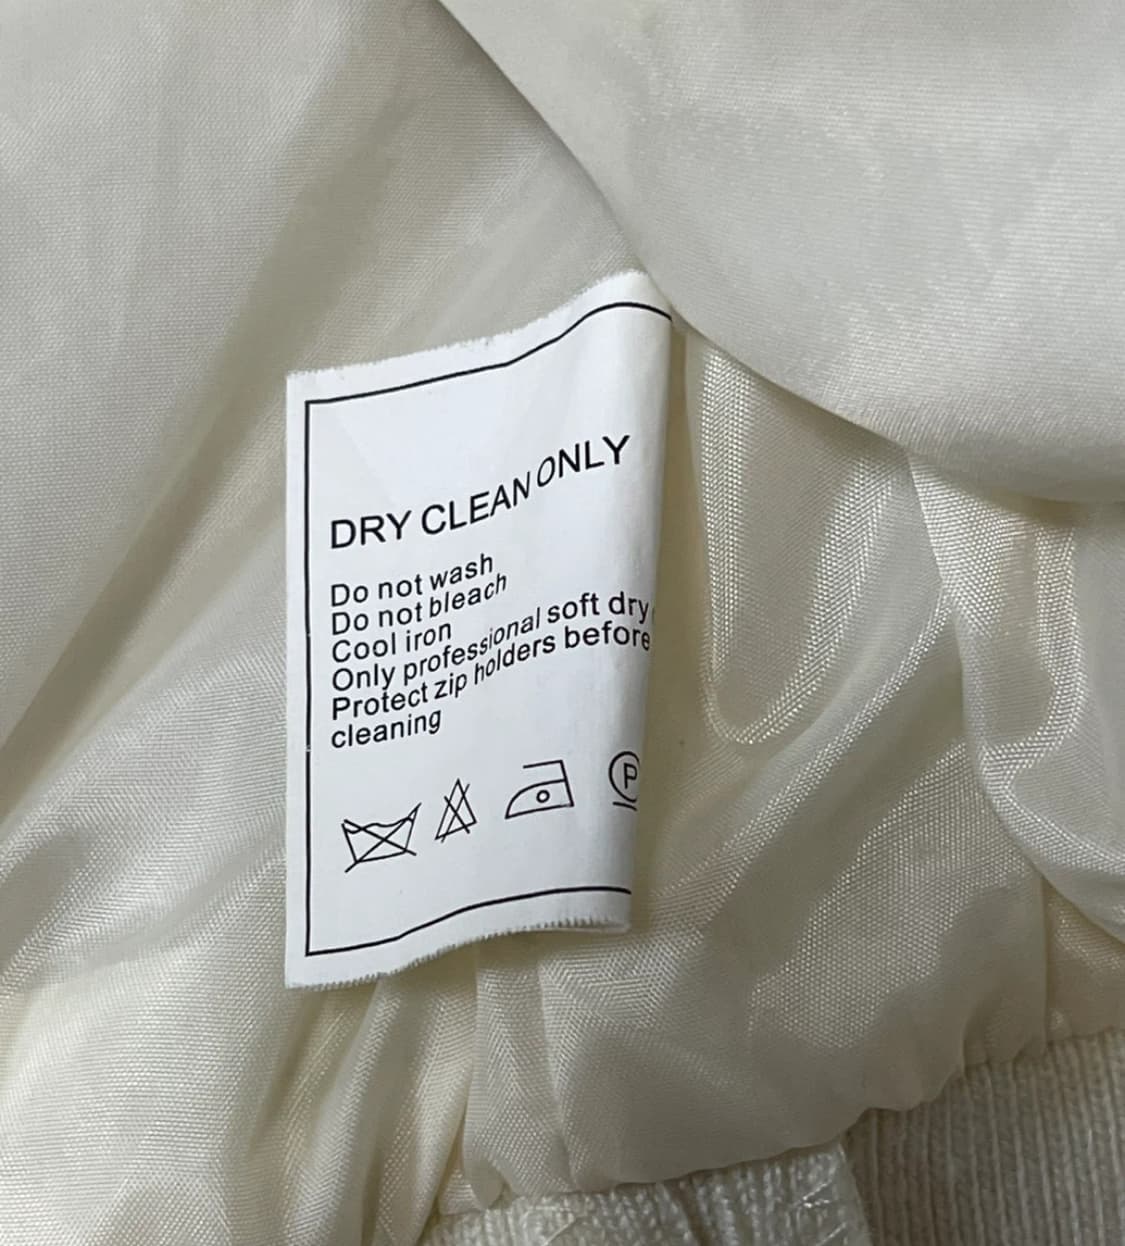 DRY CLEAN ONLY
Do not wash
Do not bleach
Cool iron
Only professional soft dry
Protect zip holders before
cleaning
P